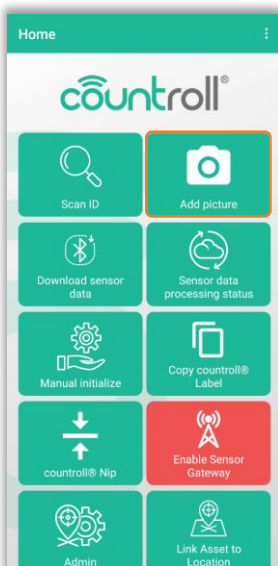 Home
countroll®
Scan ID
Add picture
Download sensor
data
Sensor data
processing status
Manual initialize
Copy countroll®
Label
countroll® Nip
Enable Sensor
Gateway
Admin
Link Asset to
Location